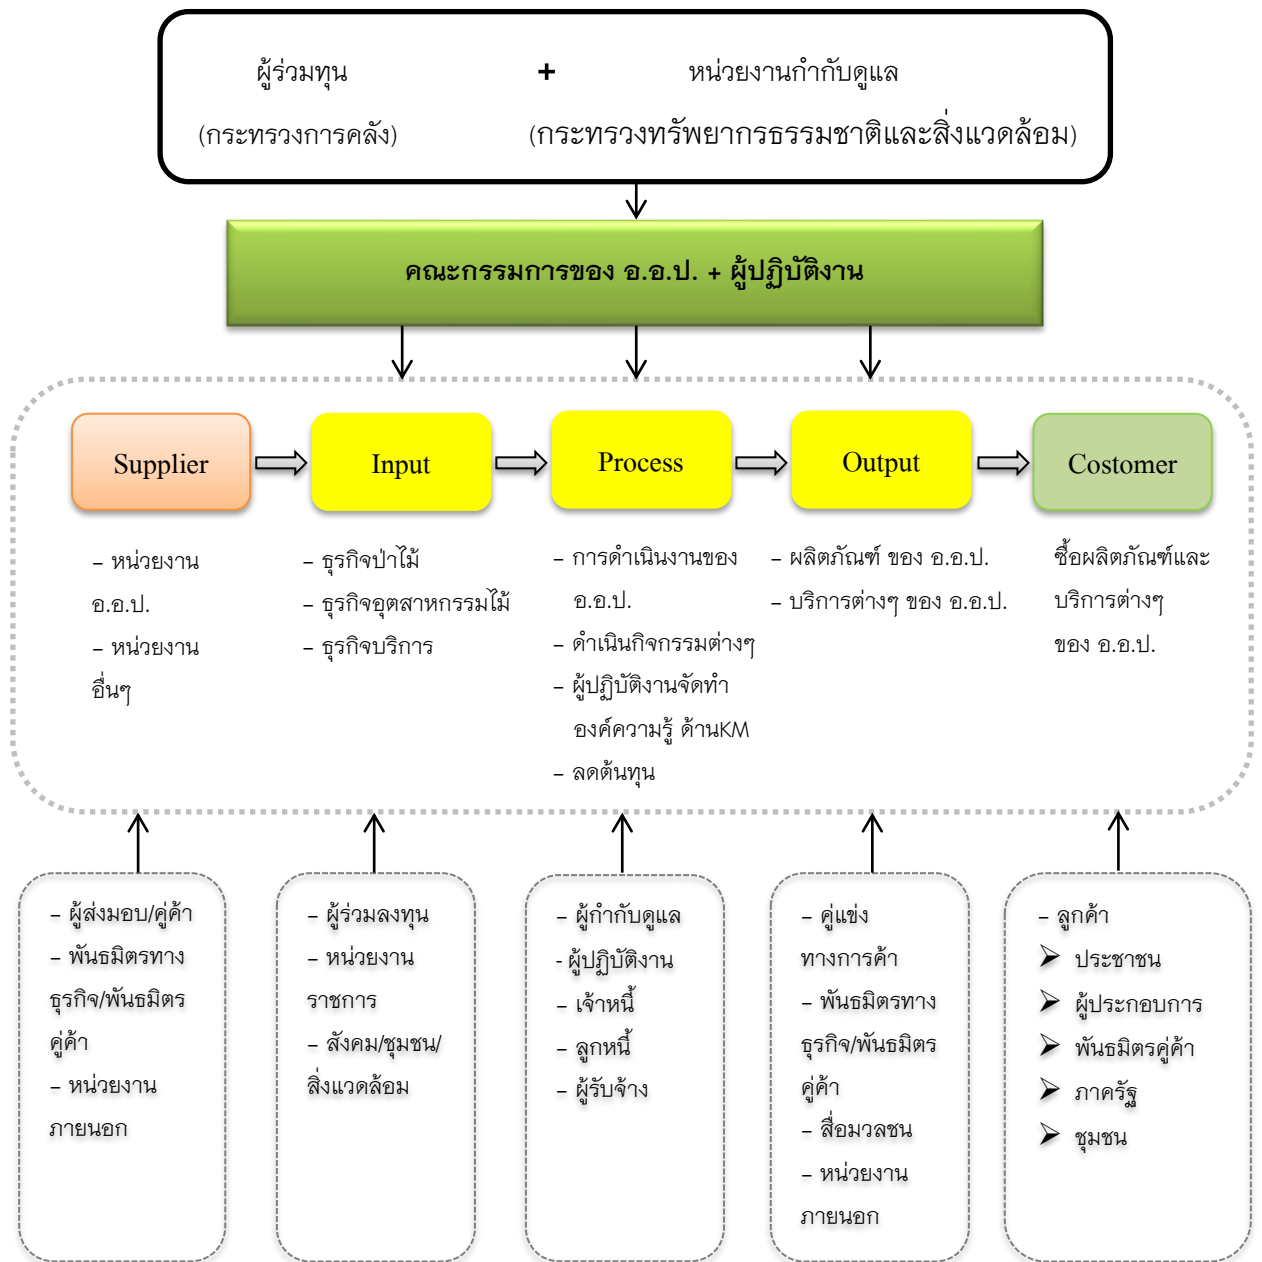 ผู้ร่วมทุน + หน่วยงานกำกับดูแล
(กระทรวงการคลัง) (กระทรวงทรัพยากรธรรมชาติและสิ่งแวดล้อม)
คณะกรรมการของ อ.อ.ป. + ผู้ปฏิบัติงาน
Supplier
Input
Process
Output
Costomer
– หน่วยงาน
อ.อ.ป.
– หน่วยงาน
อื่นๆ
– ธุรกิจป่าไม้
– ธุรกิจอุตสาหกรรมไม้
– ธุรกิจบริการ
– การดำเนินงานของ
อ.อ.ป.
– ดำเนินกิจกรรมต่างๆ
– ผู้ปฏิบัติงานจัดทำ
องค์ความรู้ ด้านKM
– ลดต้นทุน
– ผลิตภัณฑ์ ของ อ.อ.ป.
– บริการต่างๆ ของ อ.อ.ป.
ซื้อผลิตภัณฑ์และ
บริการต่างๆ
ของ อ.อ.ป.
– ผู้ส่งมอบ/คู่ค้า
– พันธมิตรทาง
ธุรกิจ/พันธมิตร
คู่ค้า
– หน่วยงาน
ภายนอก
– ผู้ร่วมลงทุน
– หน่วยงาน
ราชการ
– สังคม/ชุมชน/
สิ่งแวดล้อม
– ผู้กำกับดูแล
- ผู้ปฏิบัติงาน
– เจ้าหนี้
– ลูกหนี้
– ผู้รับจ้าง
– คู่แข่ง
ทางการค้า
– พันธมิตรทาง
ธุรกิจ/พันธมิตร
คู่ค้า
– สื่อมวลชน
– หน่วยงาน
ภายนอก
– ลูกค้า
➢ ประชาชน
➢ ผู้ประกอบการ
➢ พันธมิตรคู่ค้า
➢ ภาครัฐ
➢ ชุมชน